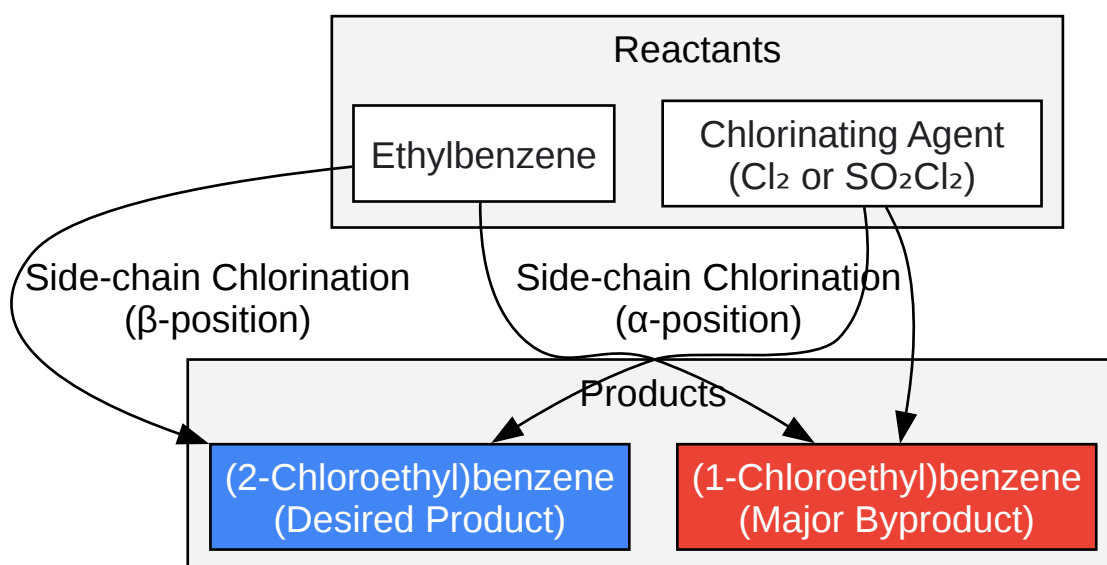 Reactants
Ethylbenzene
Chlorinating Agent
(Cl₂ or SO₂Cl₂)
Side-chain Chlorination
(β-position)
Side-chain Chlorination
(α-position)
Products
(2-Chloroethyl)benzene
(Desired Product)
(1-Chloroethyl)benzene
(Major Byproduct)